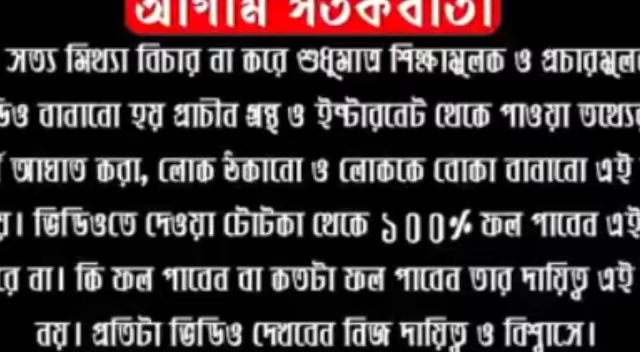 আগাম সতর্কবার্তা
সত্য মিথ্যা বিচার না করে শুধুমাত্র শিক্ষামূলক ও প্রচারমূল
বানানো হয় প্রাচীন গ্রন্থ ও ইন্টারনেট থেকে পাওয়া তথ্যে
আঘাত করা, লোক ঠকানো ও লোককে বোকা বানানো এই
ভিডিওতে দেওয়া টোটকা থেকে ১০০% ফল পাবেন এই
না। কি ফল পাবেন বা কতটা ফল পাবেন তার দায়িত্ব এই
নয়। প্রতিটা ভিডিও দেখবেন নিজ দায়িত্ব ও বিশ্বাসে।